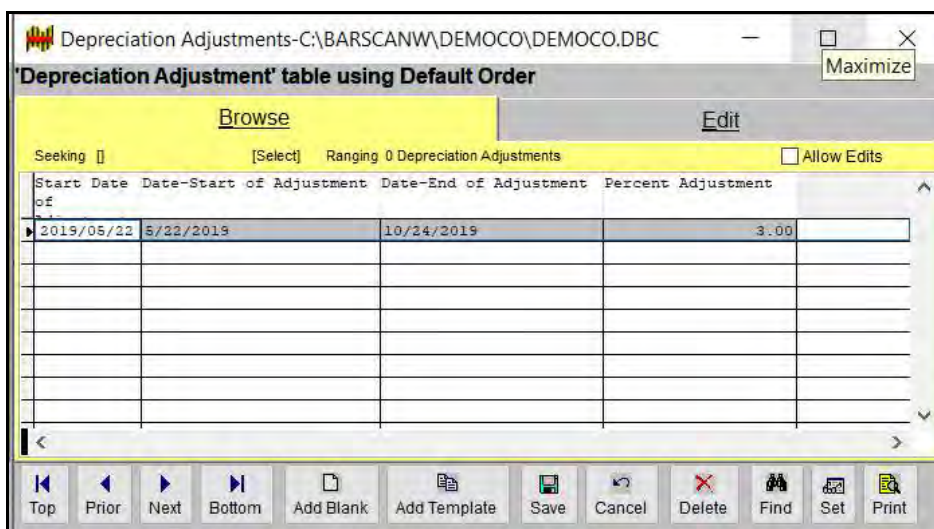 Depreciation Adjustments-C:\BARSCANW\DEMOCO\DEMOCO.DBC
Maximize
'Depreciation Adjustment' table using Default Order
Browse Edit
Seeking [] [Select] Ranging 0 Depreciation Adjustments Allow Edits
Start Date Date-Start of Adjustment Date-End of Adjustment Percent Adjustment
of
2019/05/22 5/22/2019 10/24/2019 3.00
Top Prior Next Bottom Add Blank Add Template Save Cancel Delete Find Set Print